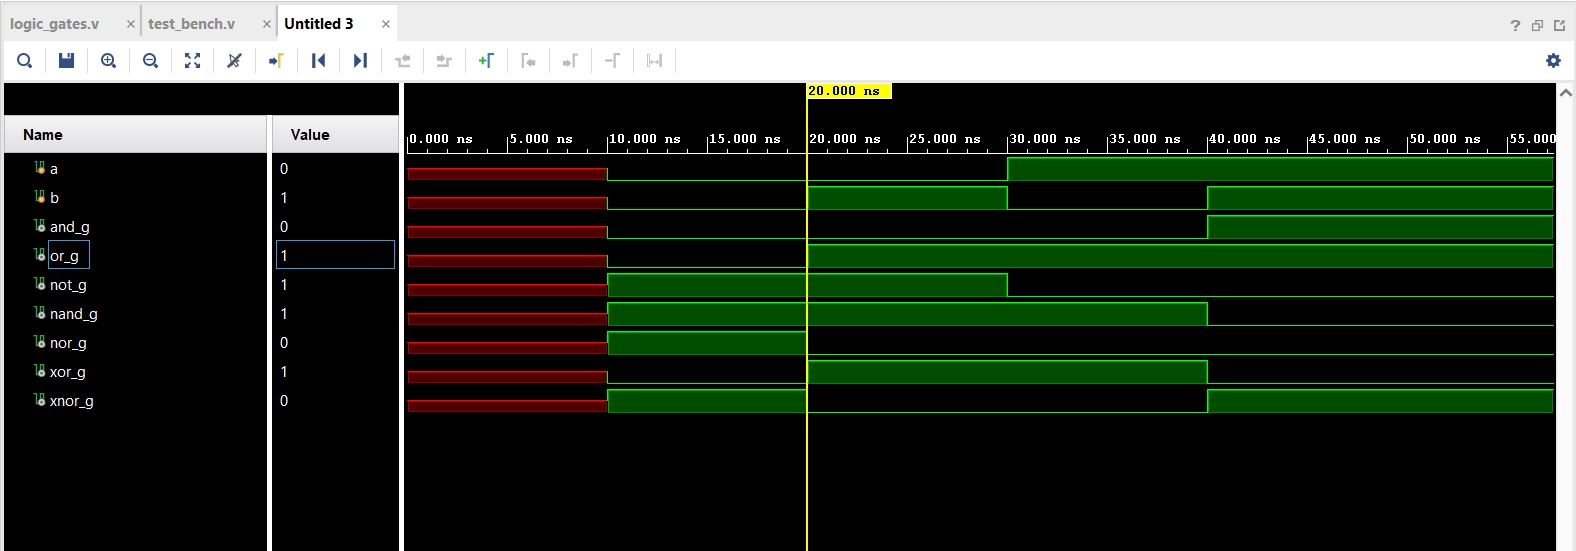 logic_gates.v × test_bench.v × Untitled 3 × ?
20.000 ns
Name Value
0.000 ns 5.000 ns 10.000 ns 15.000 ns 20.000 ns 25.000 ns 30.000 ns 35.000 ns 40.000 ns 45.000 ns 50.000 ns 55.000
a 0
b 1
and_g 0
or_g 1
not_g 1
nand_g 1
nor_g 0
xor_g 1
xnor_g 0